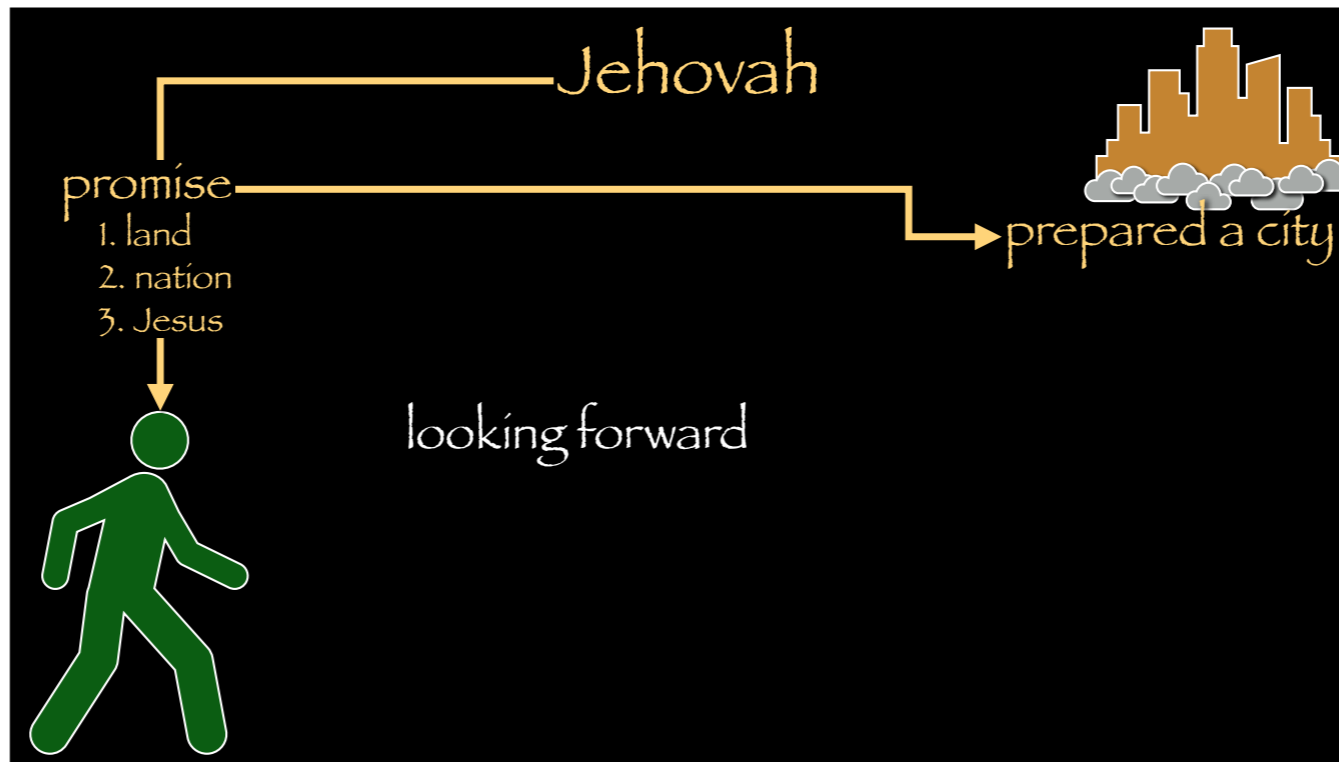 Jehovah
promise
1. land
2. nation
3. Jesus
prepared a city
looking forward